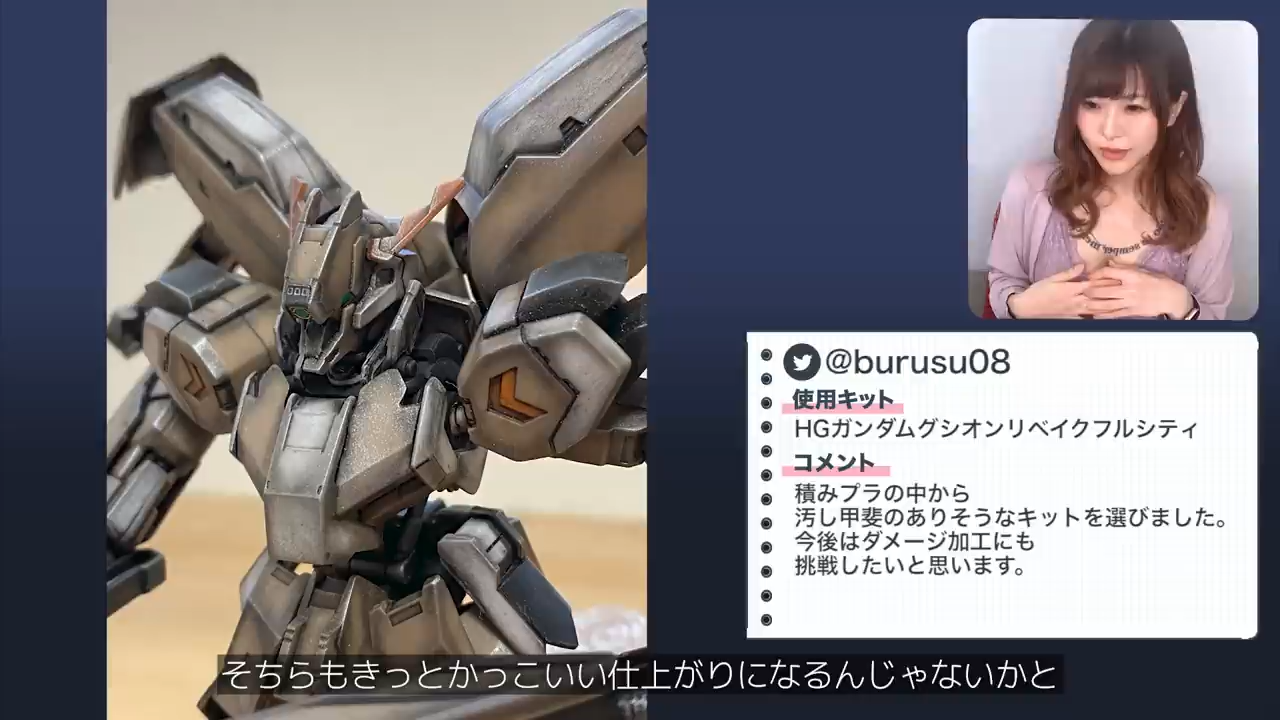 @burusu08
使用キット
HGガンダムグシオンリベイクフルシティ
コメント
積みプラの中から
汚し甲斐のありそうなキットを選びました。
今後はダメージ加工にも
挑戦したいと思います。
そちらもきっとかっこいい仕上がりになるんじゃないかと